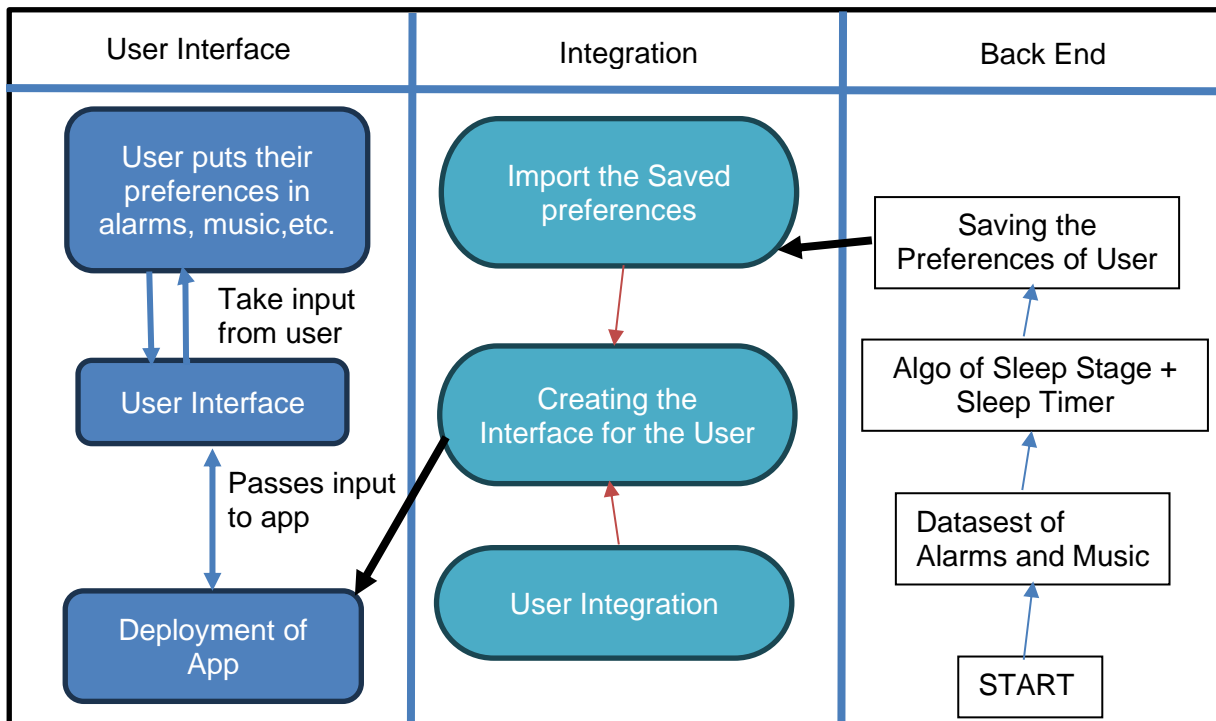 User Interface
Integration
Back End
User puts their
preferences in
alarms, music,etc.
Take input
from user
User Interface
Passes input
to app
Deployment of
App
Import the Saved
preferences
Creating the
Interface for the User
User Integration
Saving the
Preferences of User
Algo of Sleep Stage +
Sleep Timer
Datasest of
Alarms and Music
START